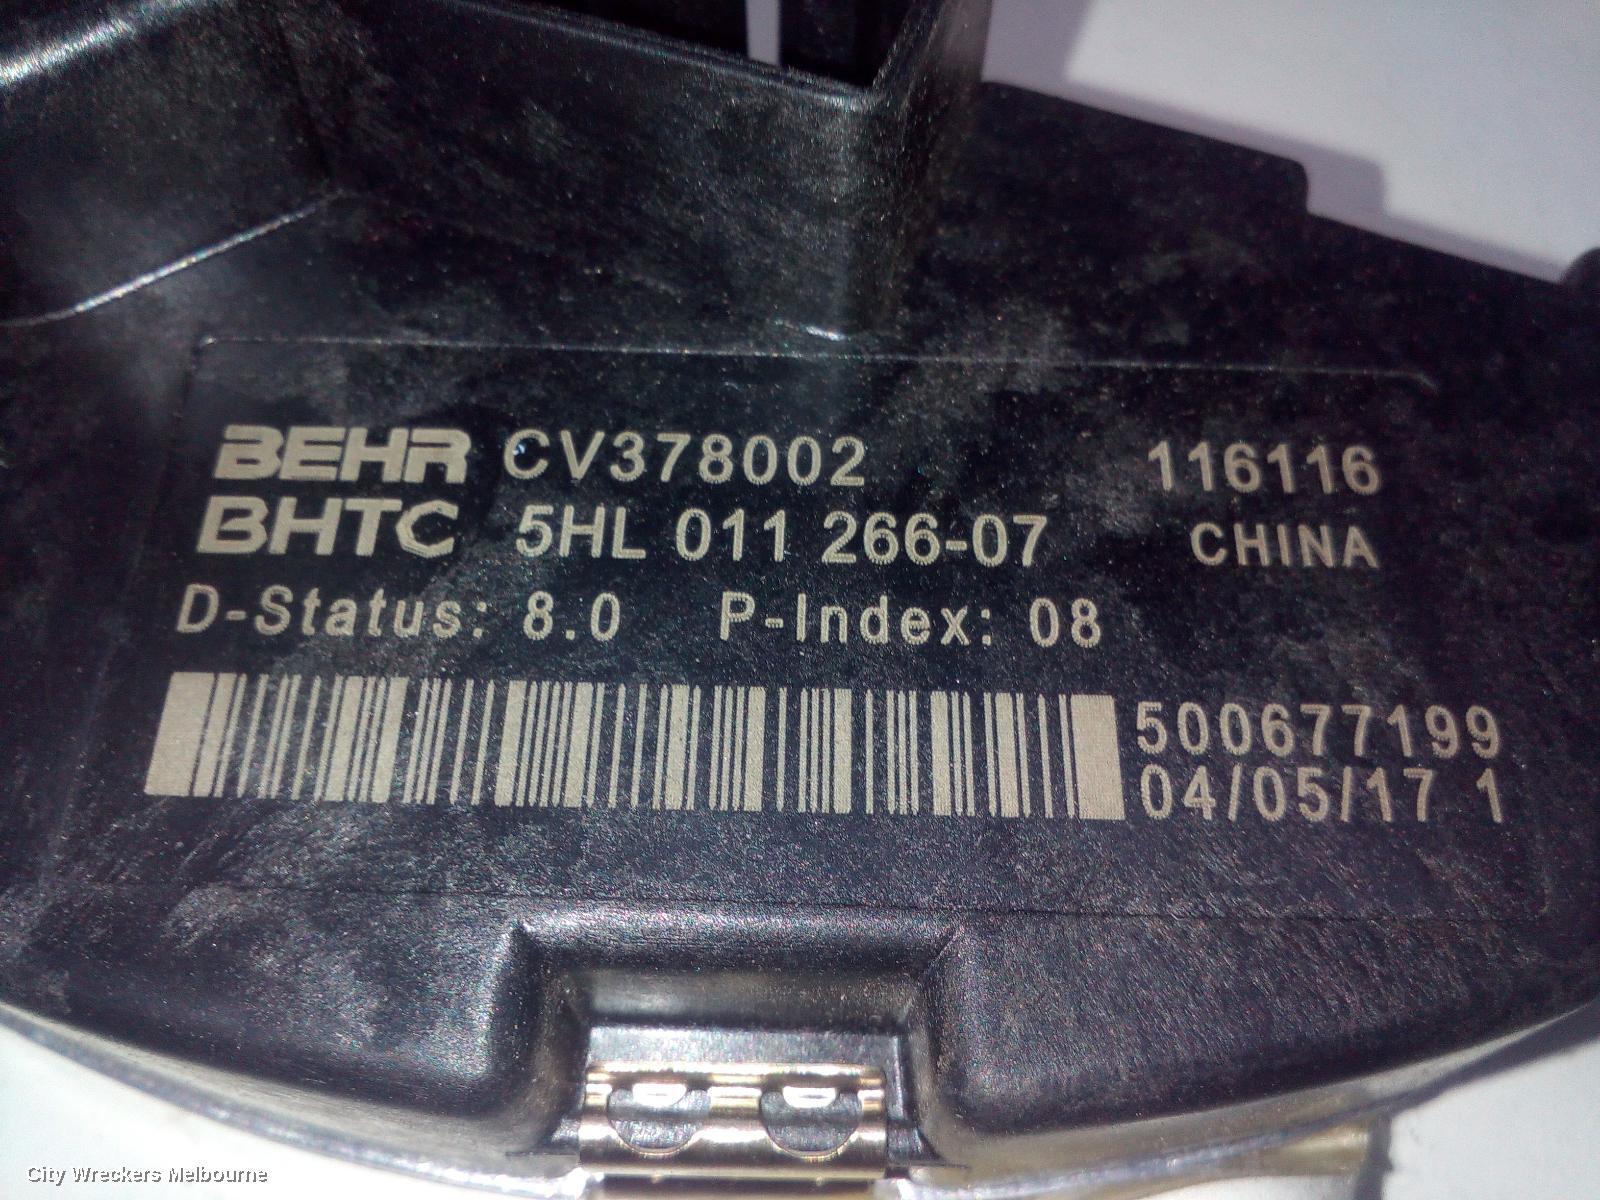 BEHR CV378002 116116
BHTC 5HL 011 266-07 CHINA
D-Status: 8.0 P-Index: 08
500677199
04/05/17 1
City Wreckers Melbourne